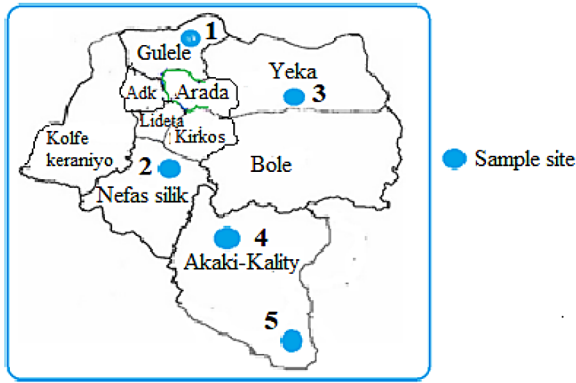 1
Gulele
Yeka
Adk
Arada
3
Lideta
Kirkos
Kolfe
keraniyo
2
Bole
Sample site
Nefas silik
4
Akaki-Kality
5